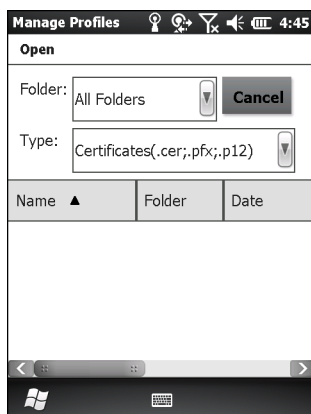 Manage Profiles 4:45
Open
Folder: All Folders Cancel
Type: Certificates(.cer;.pfx;.p12)
Name ▲ Folder Date